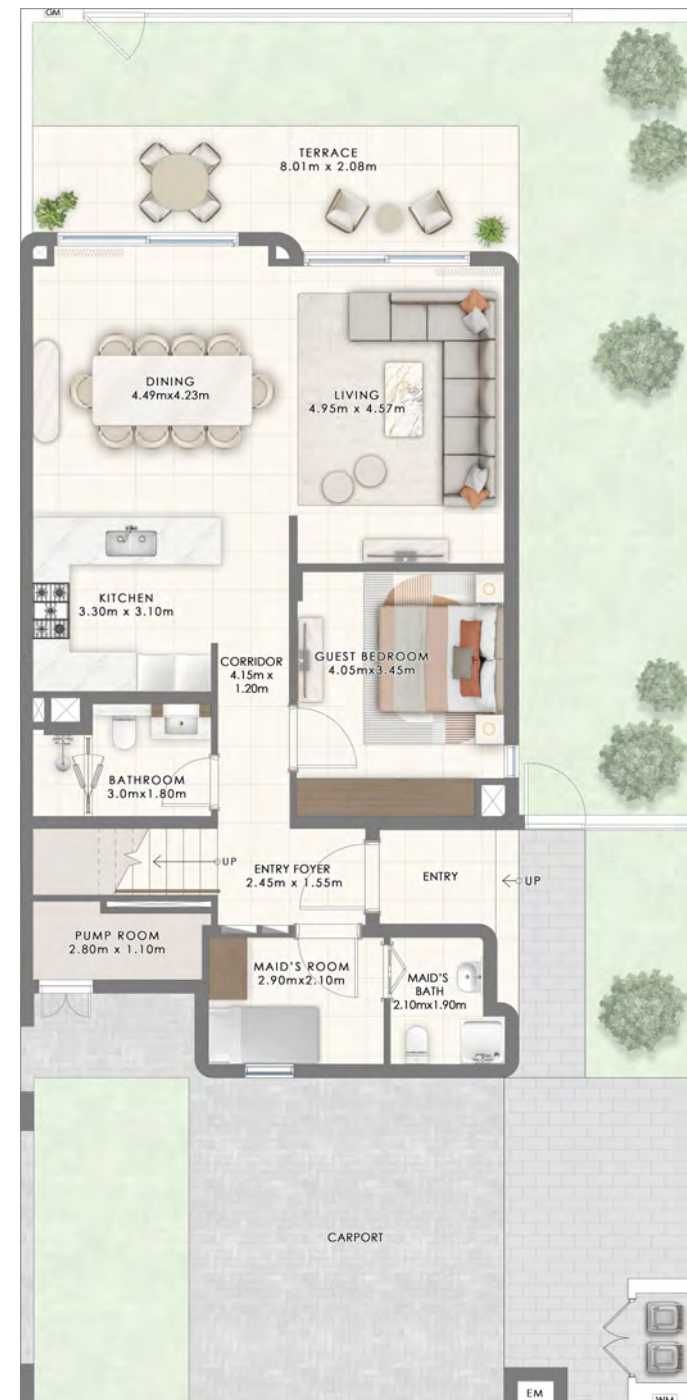 GM
TERRACE
8.01m x 2.08m
DINING
4.49mx4.23m
LIVING
4.95m x 4.57m
KITCHEN
3.30m x 3.10m
CORRIDOR
4.15m x
1.20m
GUEST BEDROOM
4.05mx3.45m
BATHROOM
3.0mx1.80m
UP
ENTRY FOYER
2.45m x 1.55m
ENTRY
UP
PUMP ROOM
2.80m x 1.10m
MAID'S ROOM
2.90mx2.10m
MAID'S
BATH
2.10mx1.90m
CARPORT
EM
WM